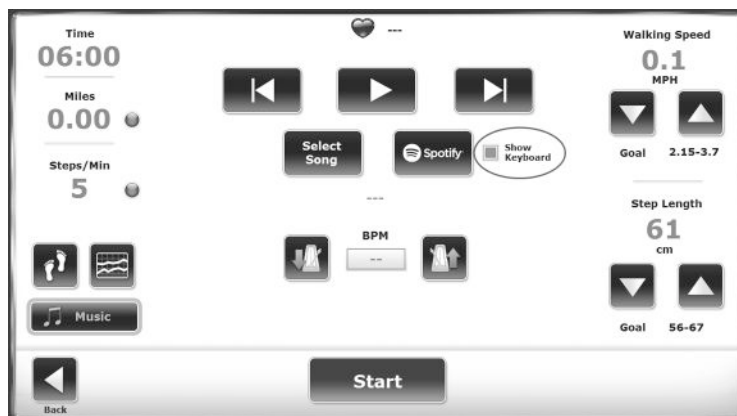 Time
06:00
Miles
0.00
Steps/Min
5
Music
Back
---
Select
Song
Spotify
Show
Keyboard
---
BPM
--
Start
Walking Speed
0.1
MPH
Goal 2.15-3.7
Step Length
61
cm
Goal 56-67